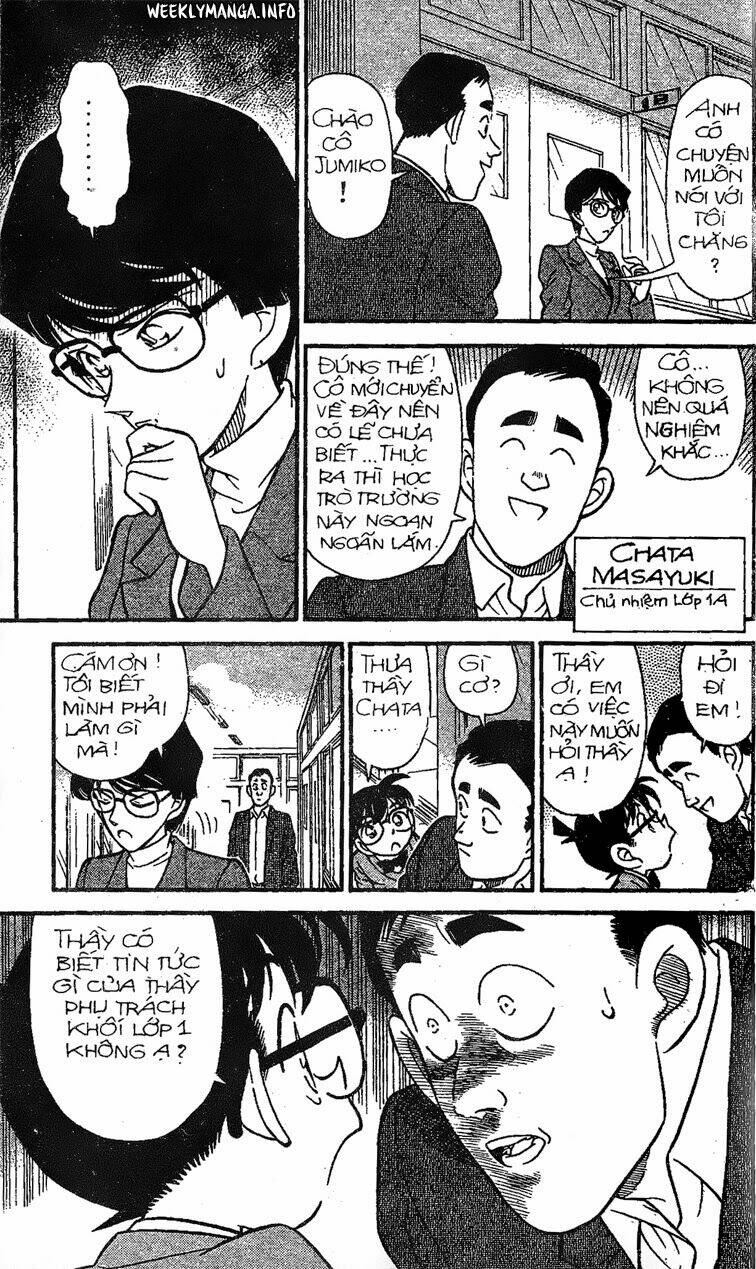 WEEKLYMANGA.INFO
......
CHÀO
CÔ
JUMIKO
!
ANH
CÓ
CHUYỆN
MUỐN
NÓI VỚI
TÔI
CHĂNG
?
CÔ...
KHÔNG
NÊN QUÁ
NGHIÊM
KHẮC...
ĐÚNG THẾ!
CÔ MỚI CHUYỂN
VỀ ĐÂY NÊN
CÓ LẼ CHƯA
BIẾT...THỰC
RA THÌ HỌC
TRÒ TRƯỜNG
NÀY NGOAN
NGOÃN LẮM.
CHATA
MASAYUKI
Chủ nhiệm Lớp 1A
CÁM ƠN!
TÔI BIẾT
MÌNH PHẢI
LÀM GÌ
MÀ!
THƯA
THẦY
CHATA
....
GÌ
CƠ?
THẦY
ƠI, EM
CÓ VIỆC
NÀY MUỐN
HỎI THẦY
Ạ!
HỎI
ĐI
EM!
THẦY CÓ
BIẾT TIN TỨC
GÌ CỦA THẦY
PHỤ TRÁCH
KHỐI LỚP 1
KHÔNG Ạ?